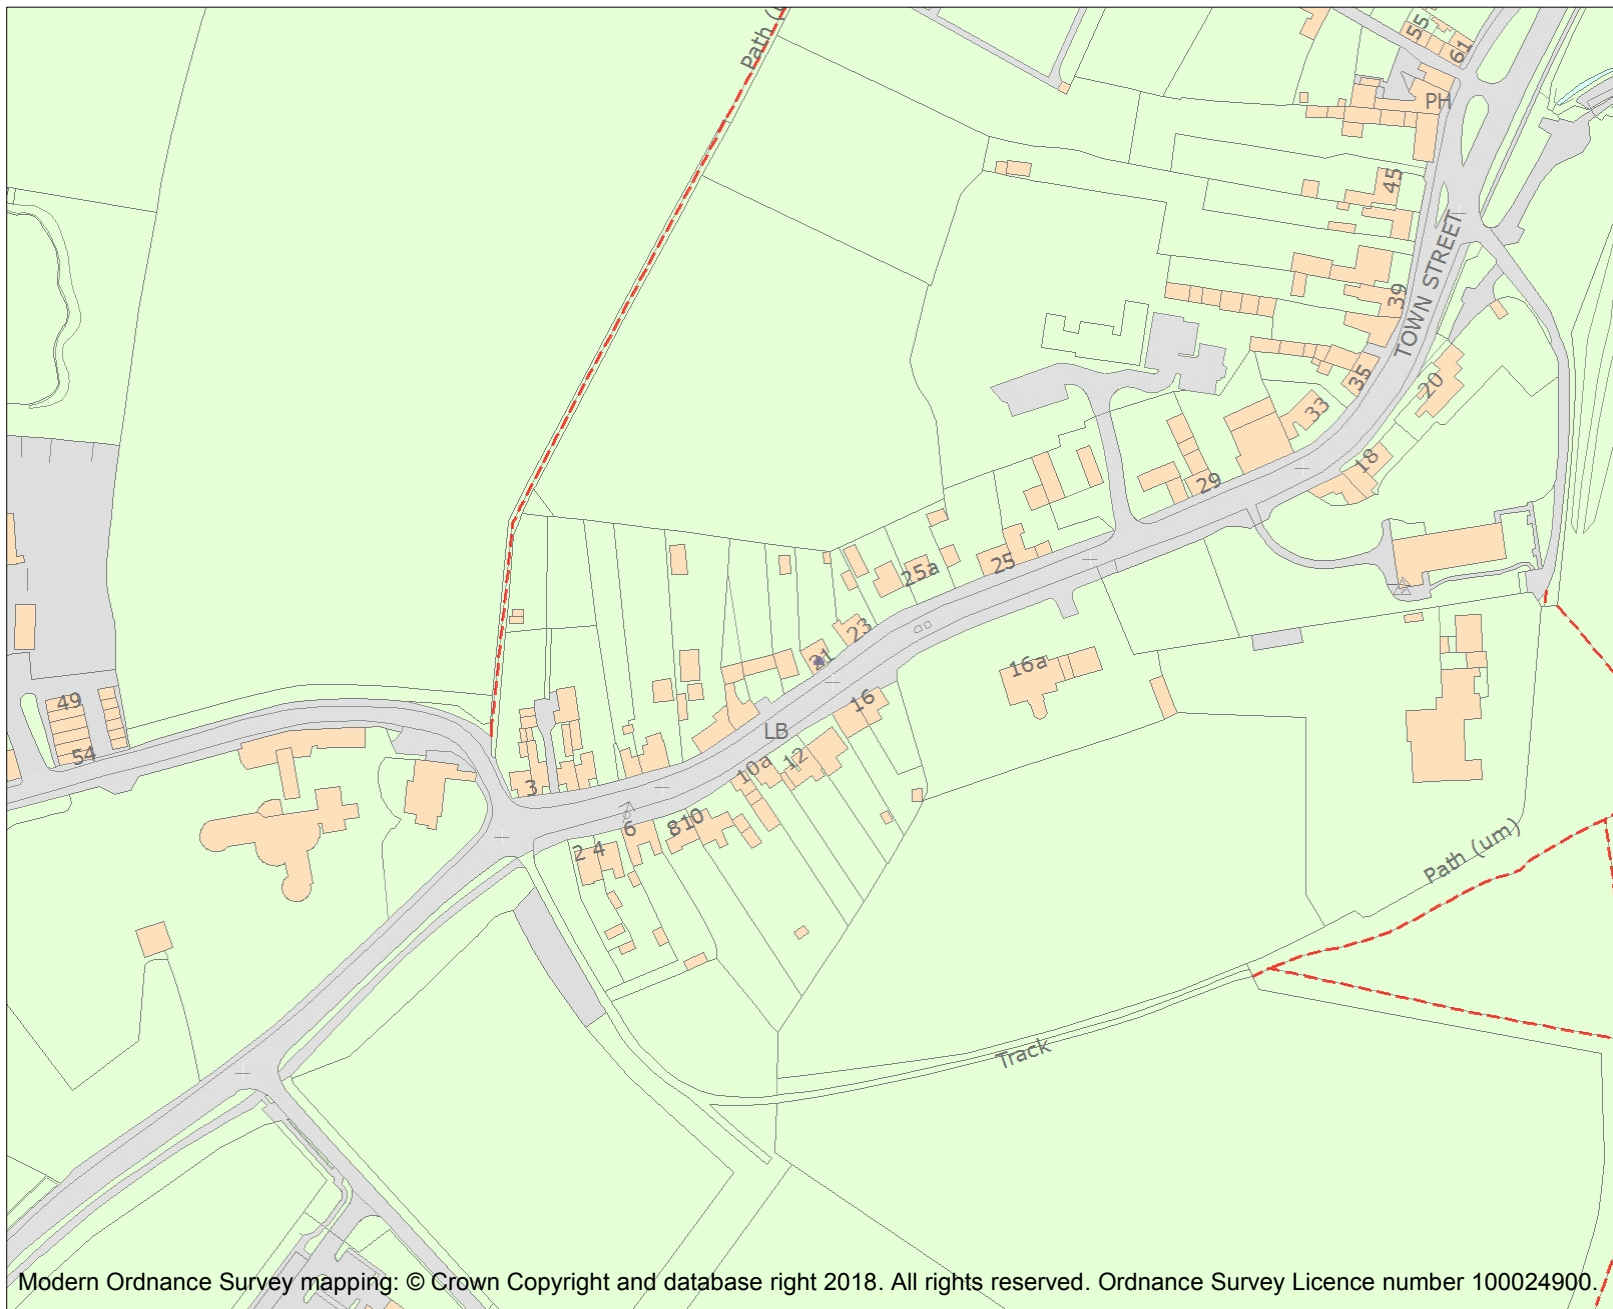 Path (u
55
61
PH
45
TOWN STREET
39
35
20
33
18
29
25a
25
23
21
16a
16
LB
49
54
12
10a
3
6
8
10
2
4
Path (um)
Track
Modern Ordnance Survey mapping: © Crown Copyright and database right 2018. All rights reserved. Ordnance Survey Licence number 100024900.